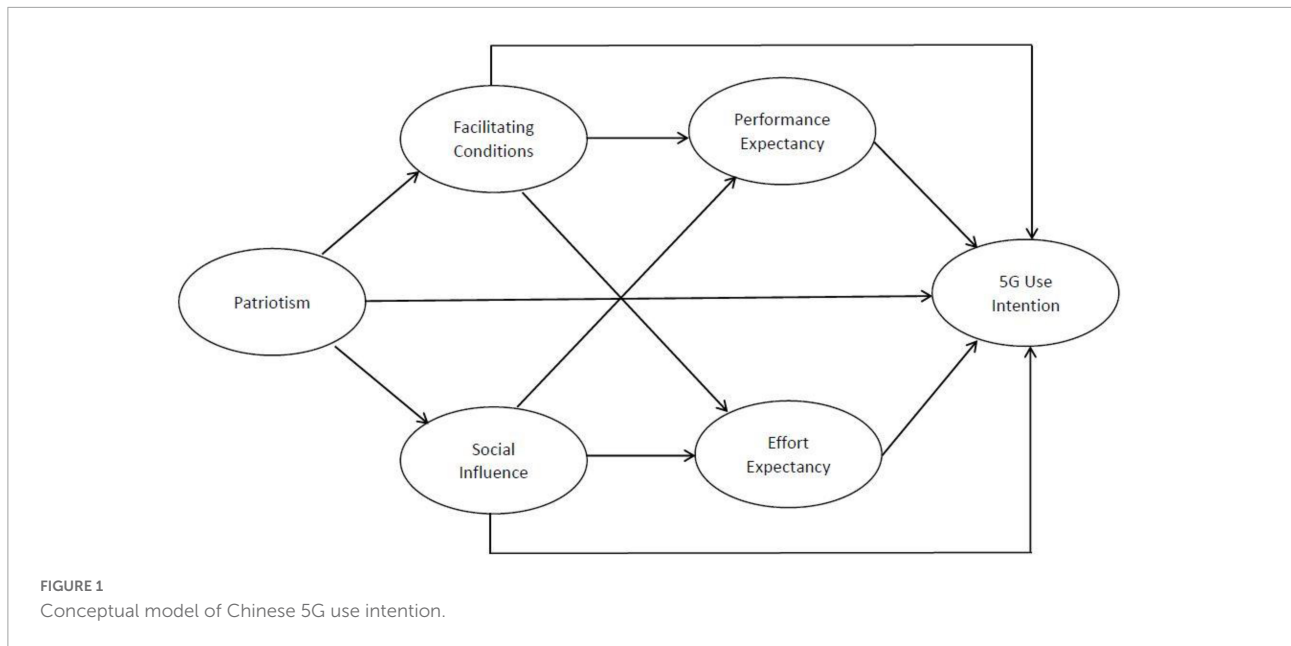 Facilitating
Conditions
Performance
Expectancy
Patriotism
5G Use
Intention
Social
Influence
Effort
Expectancy
FIGURE 1
Conceptual model of Chinese 5G use intention.